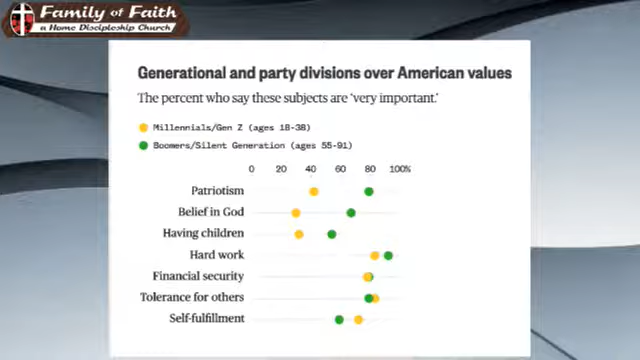 Family of Faith
a Home Discipleship Church
Generational and party divisions over American values
The percent who say these subjects are 'very important.'
Millennials/Gen Z (ages 18-38)
Boomers/Silent Generation (ages 55-91)
0 20 40 60 80 100%
Patriotism
Belief in God
Having children
Hard work
Financial security
Tolerance for others
Self-fulfillment